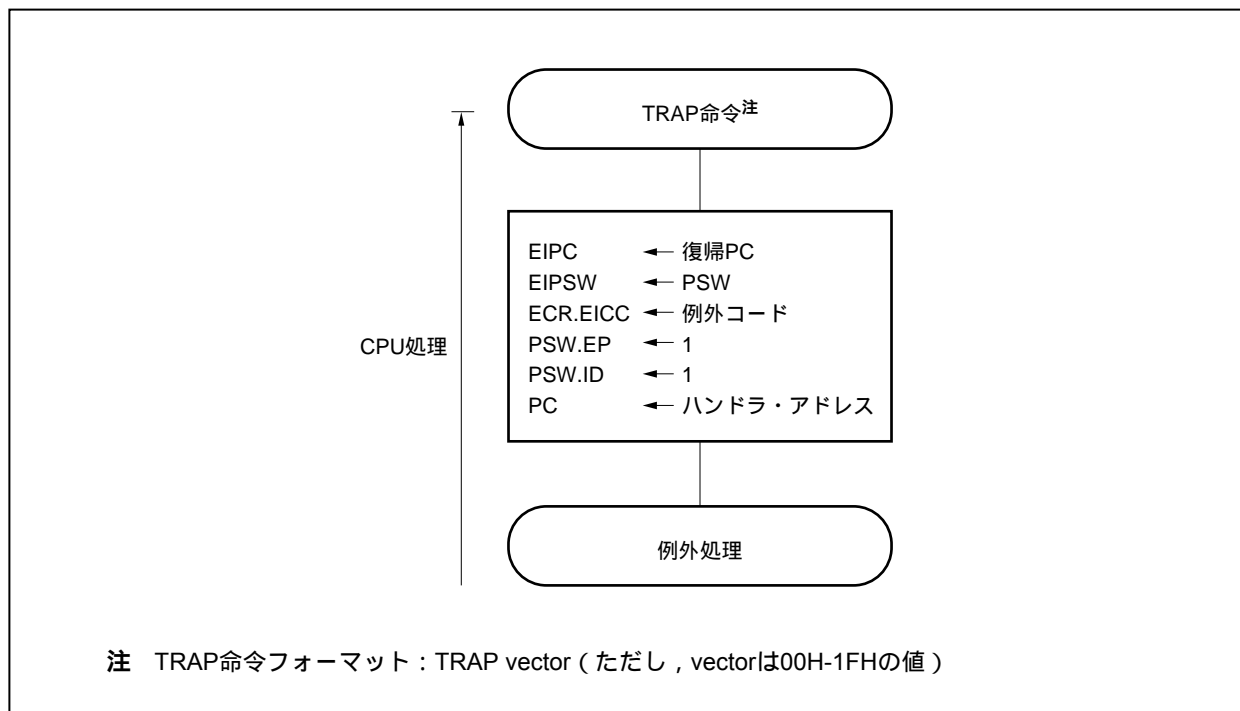 TRAP命令注
CPU処理
EIPC ← 復帰PC
EIPSW ← PSW
ECR.EICC ← 例外コード
PSW.EP ← 1
PSW.ID ← 1
PC ← ハンドラ・アドレス
例外処理
注 TRAP命令フォーマット：TRAP vector（ただし，vectorは00H-1FHの値）